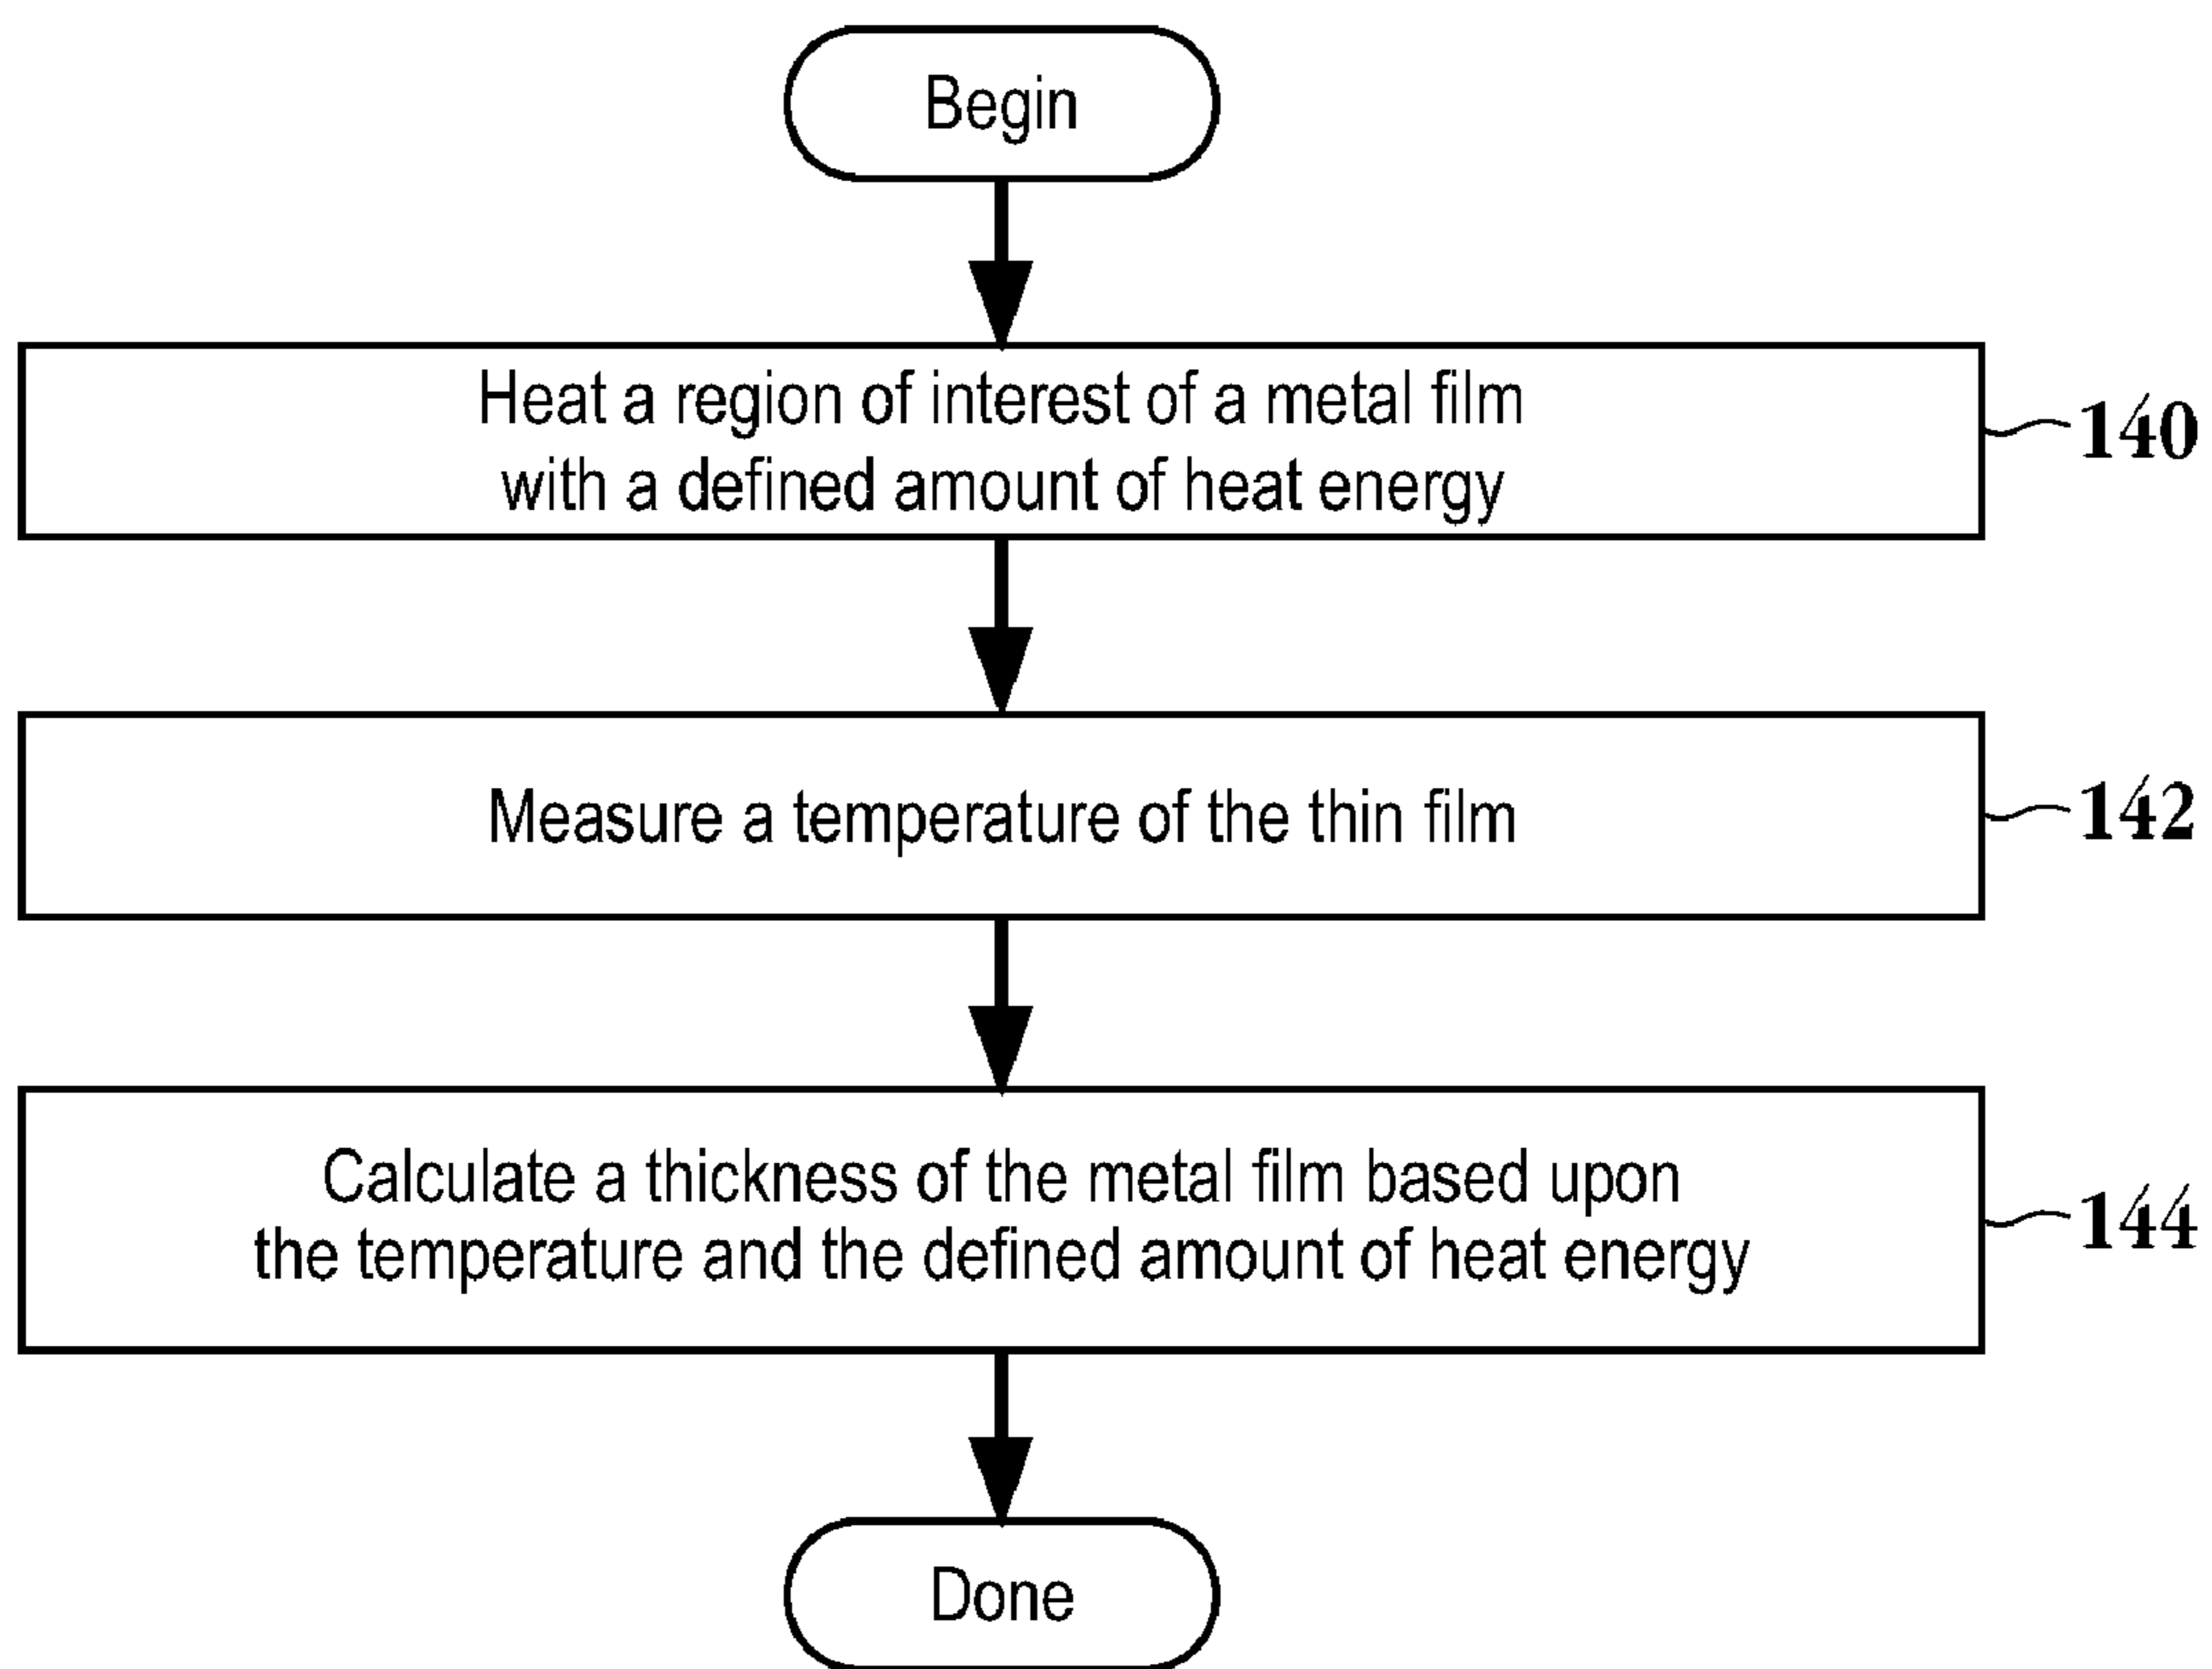 Begin
Heat a region of interest of a metal film
with a defined amount of heat energy
140
Measure a temperature of the thin film
142
Calculate a thickness of the metal film based upon
the temperature and the defined amount of heat energy
144
Done